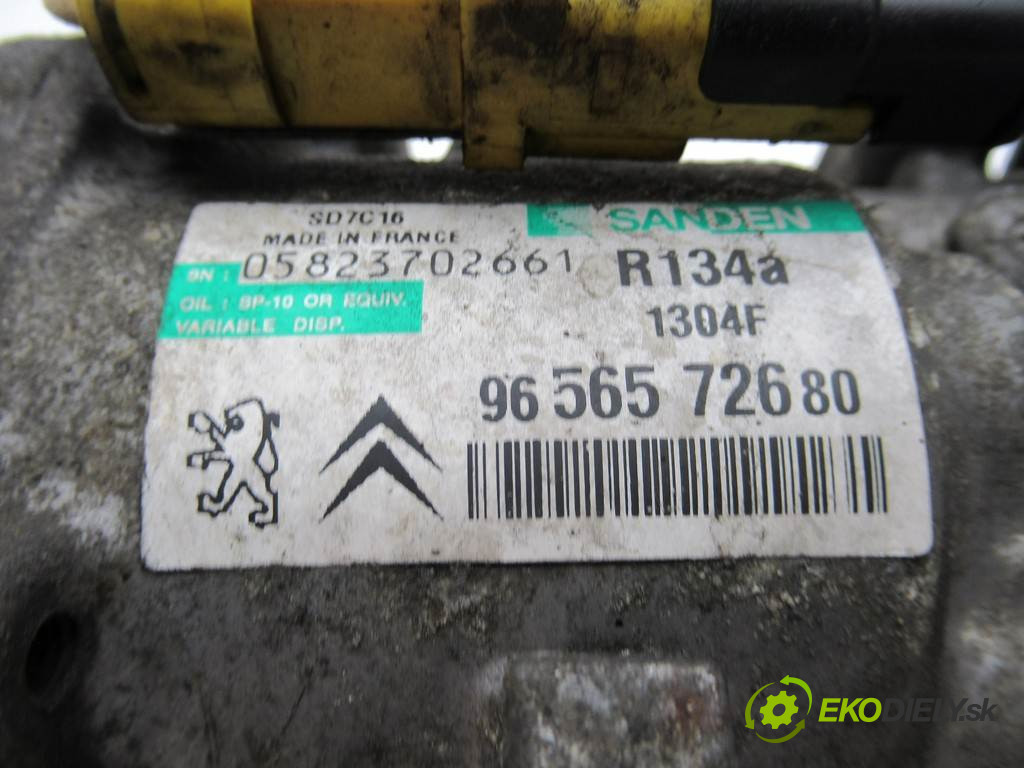 SD7C16
MADE IN FRANCE
SANDEN
SN : 05823702661
R134a
OIL : SP-10 OR EQUIV.
VARIABLE DISP.
1304F
96 565 726 80
EKODIELY.sk